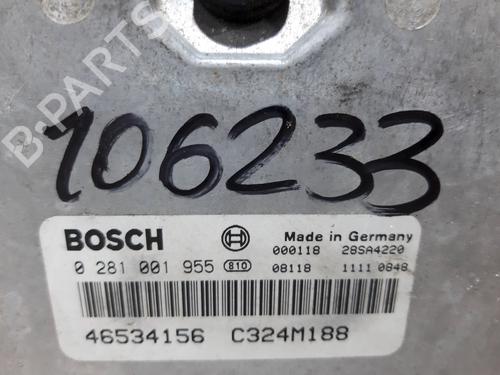 B-PARTS
106233
BOSCH
Made in Germany
0 281 001 955 810
000118 28SA4220
08118 1111 0848
46534156 C324M188